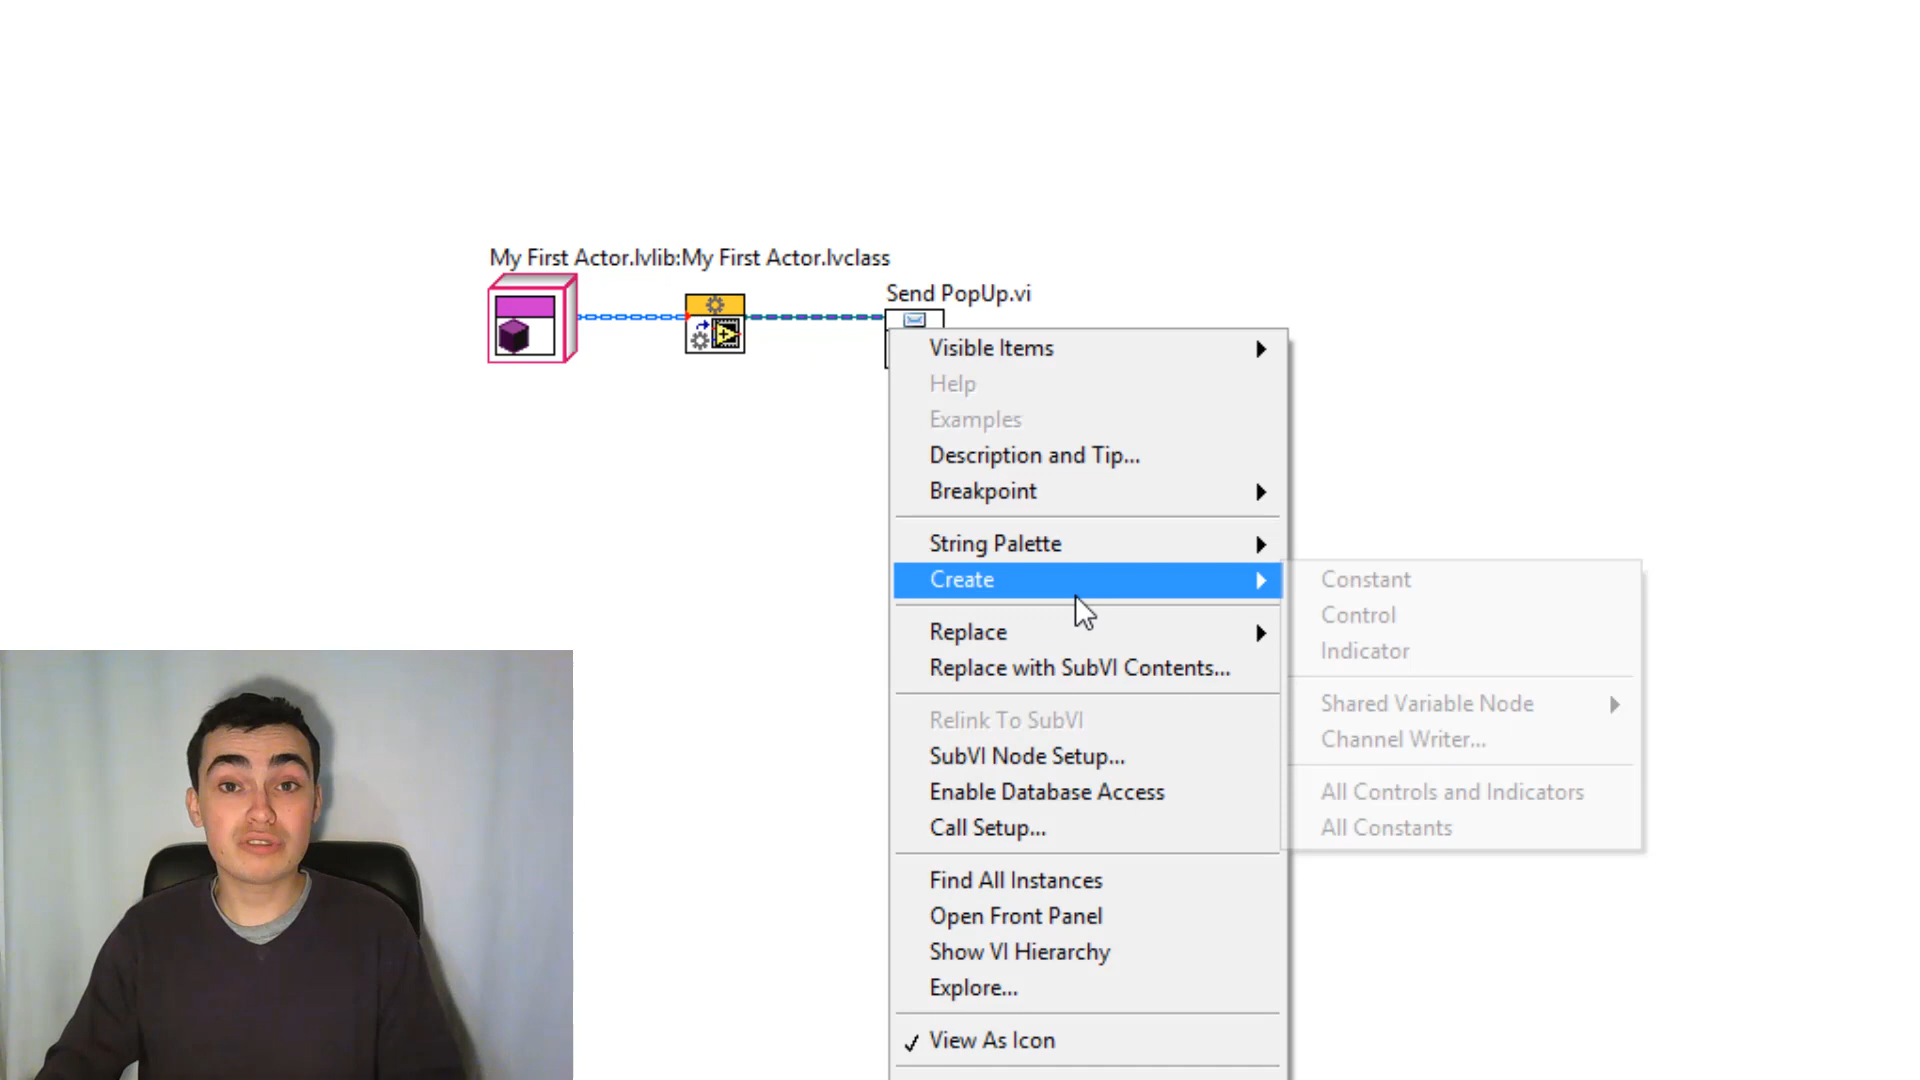 My First Actor.lvlib:My First Actor.lvclass
Send PopUp.vi
Visible Items
Help
Examples
Description and Tip...
Breakpoint
String Palette
Create
Replace
Replace with SubVI Contents...
Relink To SubVI
SubVI Node Setup...
Enable Database Access
Call Setup...
Find All Instances
Open Front Panel
Show VI Hierarchy
Explore...
View As Icon
Constant
Control
Indicator
Shared Variable Node
Channel Writer...
All Controls and Indicators
All Constants